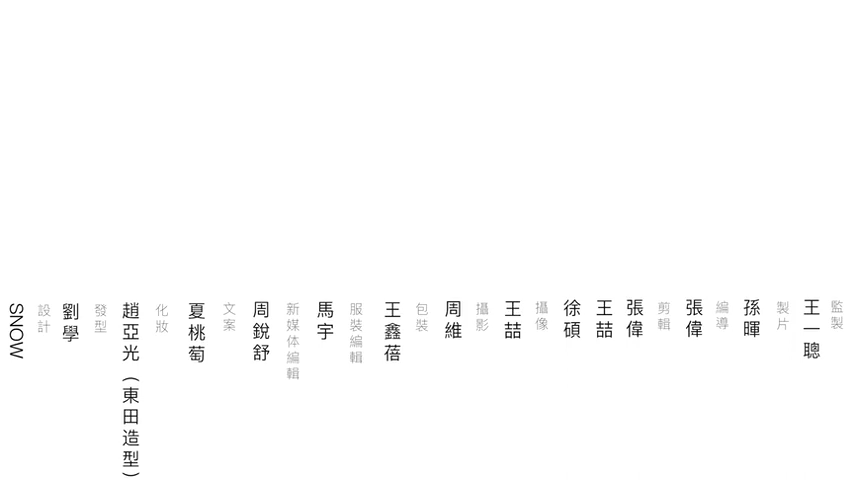 監製
王一聰
製片
孫暉
編導
張偉
剪輯
張偉
王喆
徐碩
攝像
王喆
攝影
周維
包裝
王鑫蓓
服裝編輯
馬宇
新媒体編輯
周銳舒
文案
夏桃萄
化妝
趙亞光（東田造型）
發型
劉學
設計
SNOW